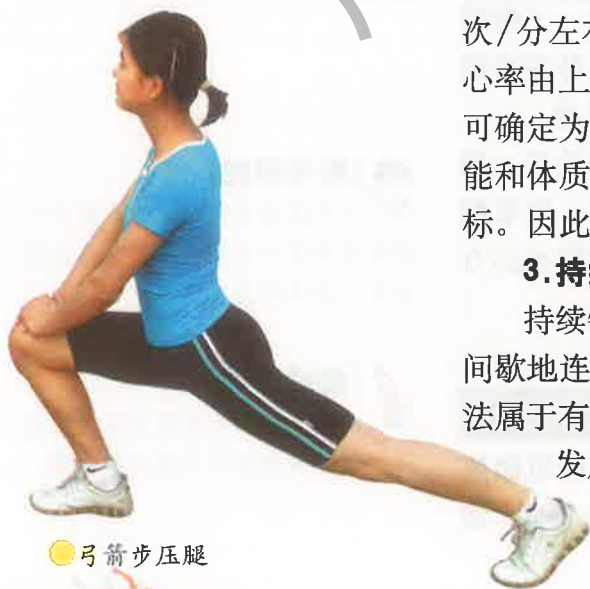 次/分左
心率由上
可确定为
能和体质
标。因此
3.持
持续
间歇地连
法属于有
发
弓箭步压腿